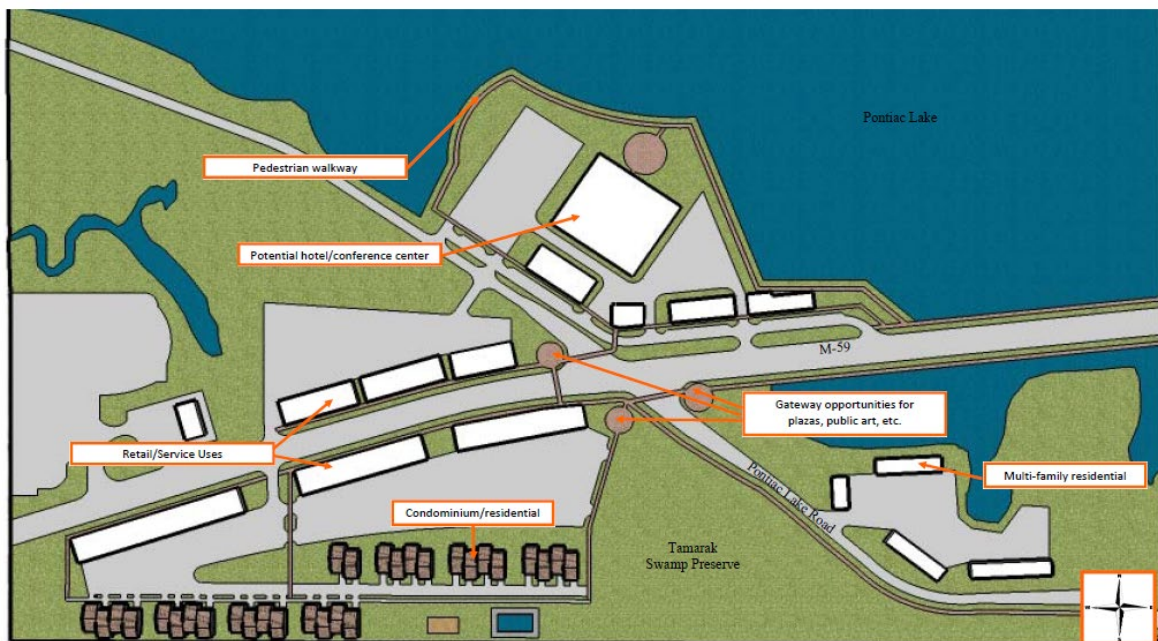 Pontiac Lake
Pedestrian walkway
Potential hotel/conference center
M-59
Gateway opportunities for
plazas, public art, etc.
Retail/Service Uses
Multi-family residential
Pontiac Lake Road
Condominium/residential
Tamarak
Swamp Preserve